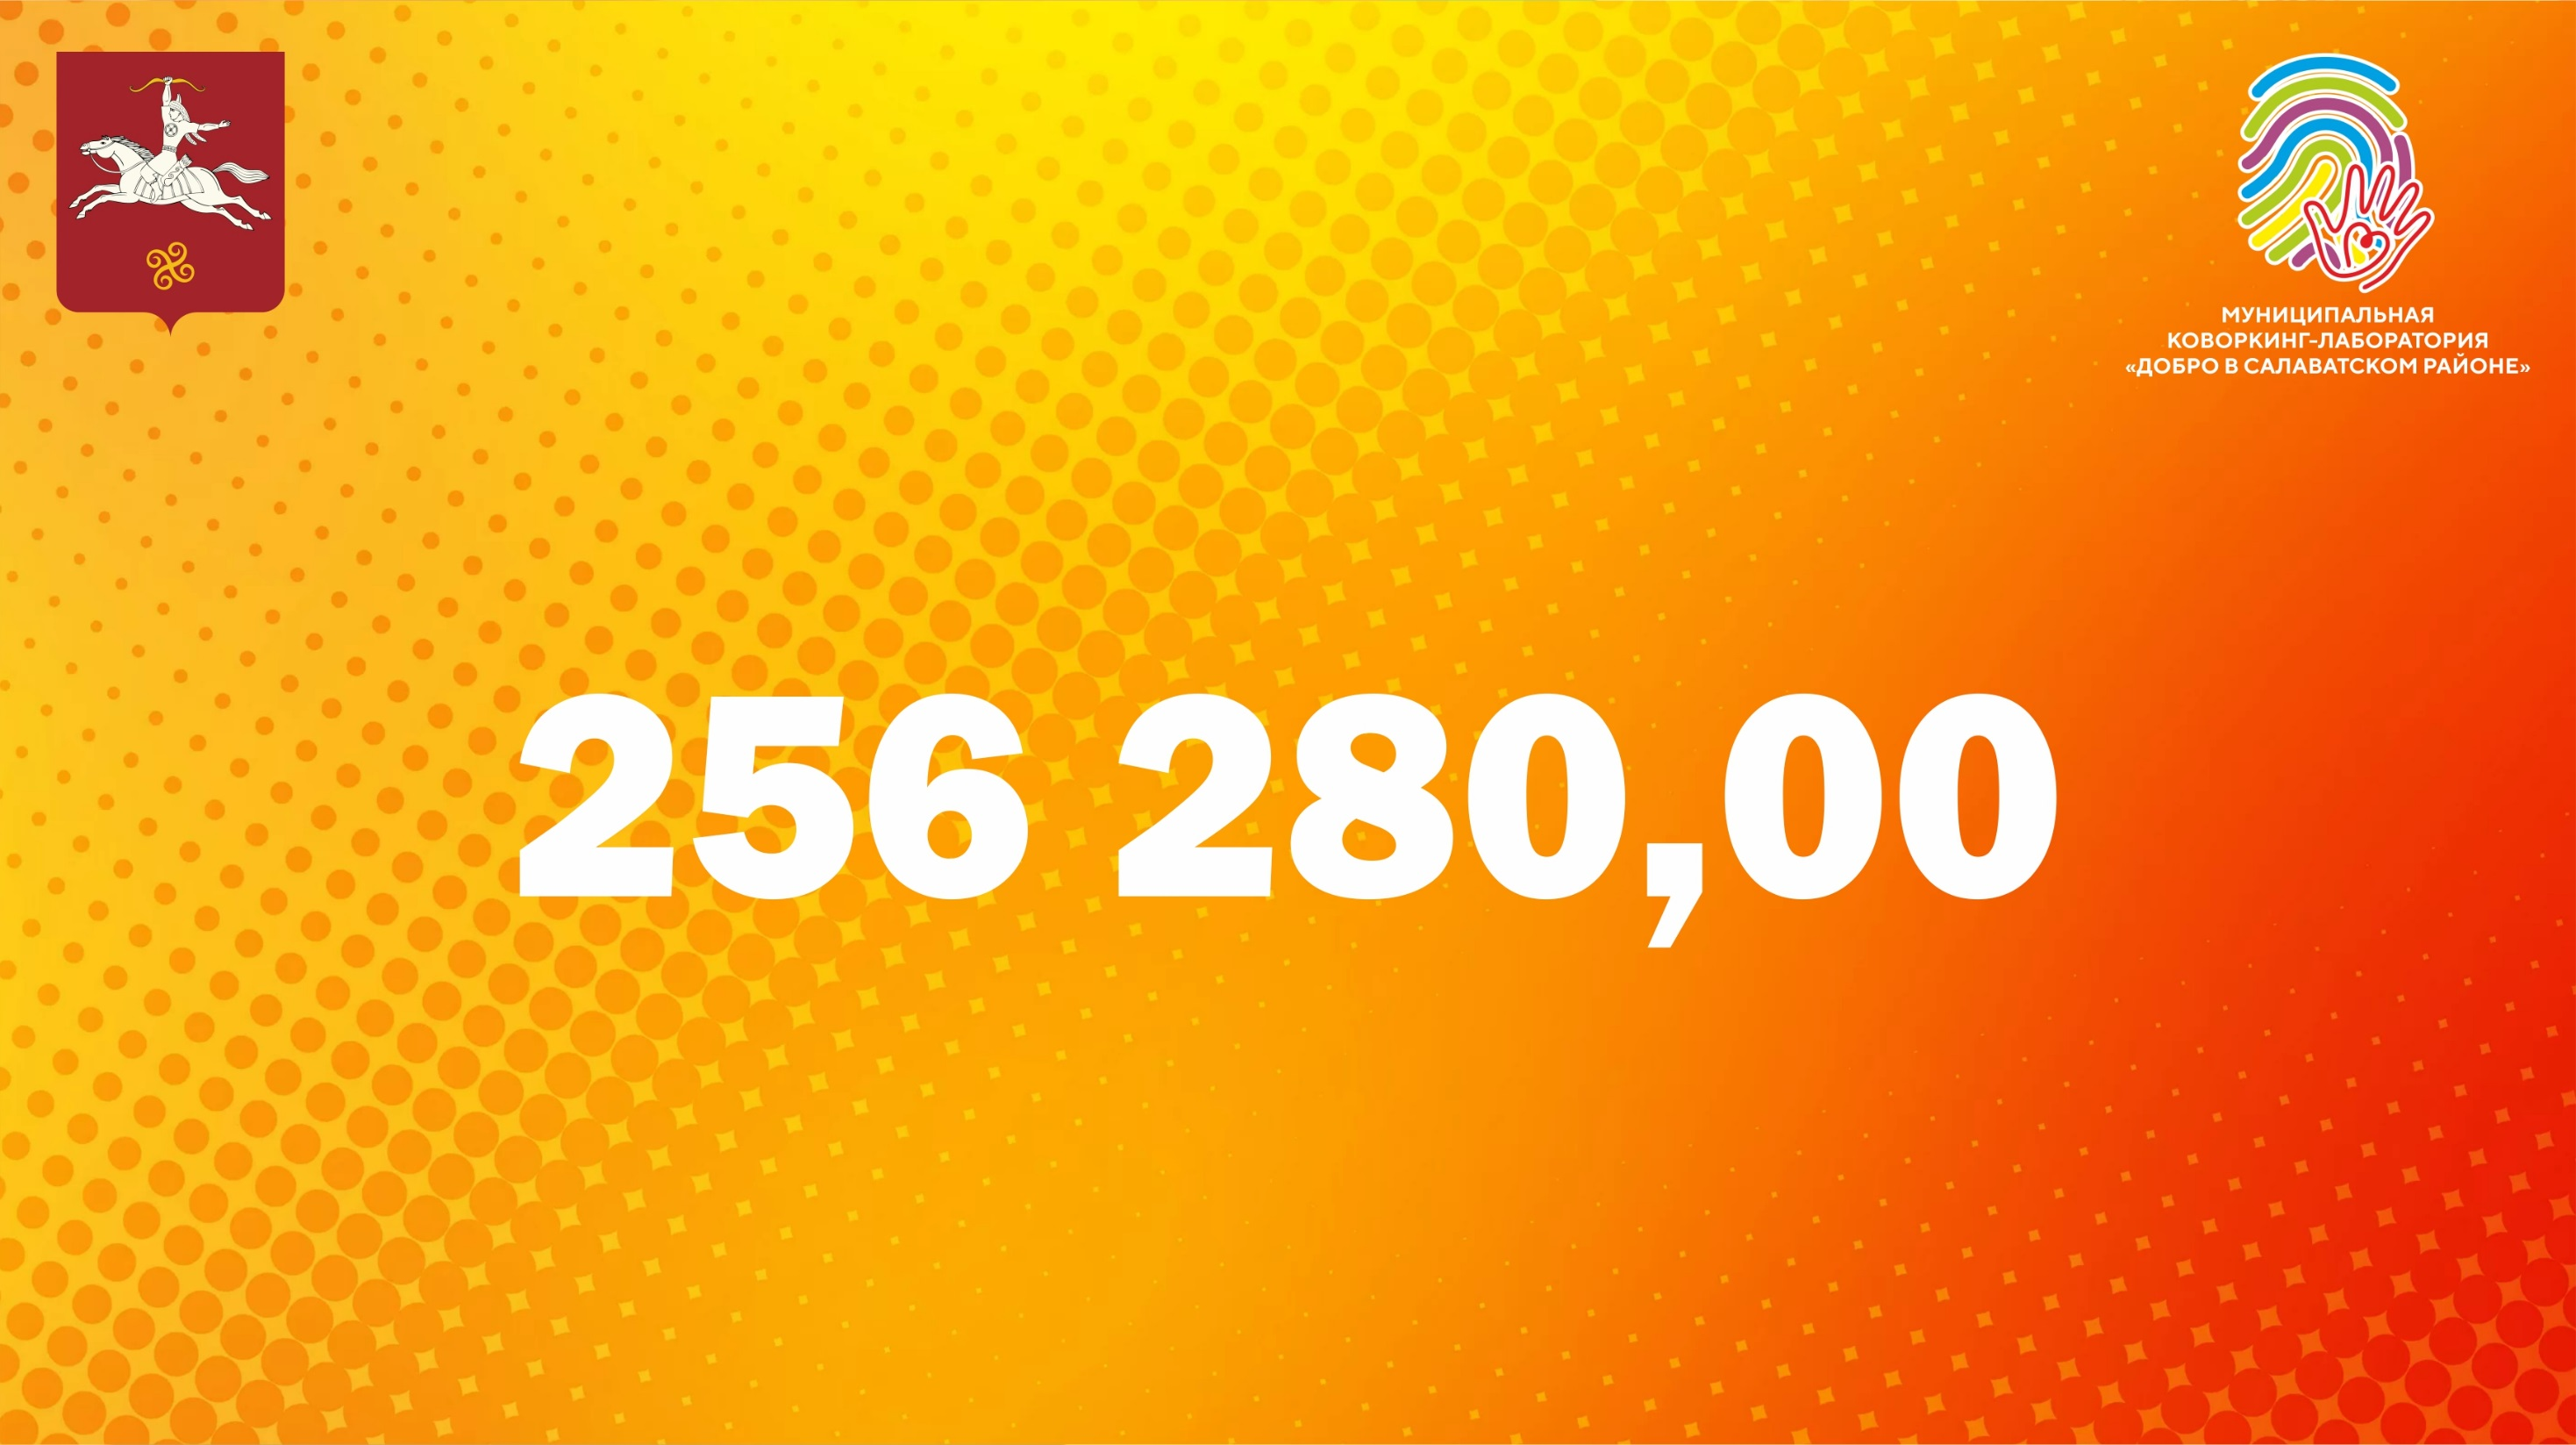 МУНИЦИПАЛЬНАЯ
КОВОРКИНГ-ЛАБОРАТОРИЯ
«ДОБРО В САЛАВАТСКОМ РАЙОНЕ»
256 280,00